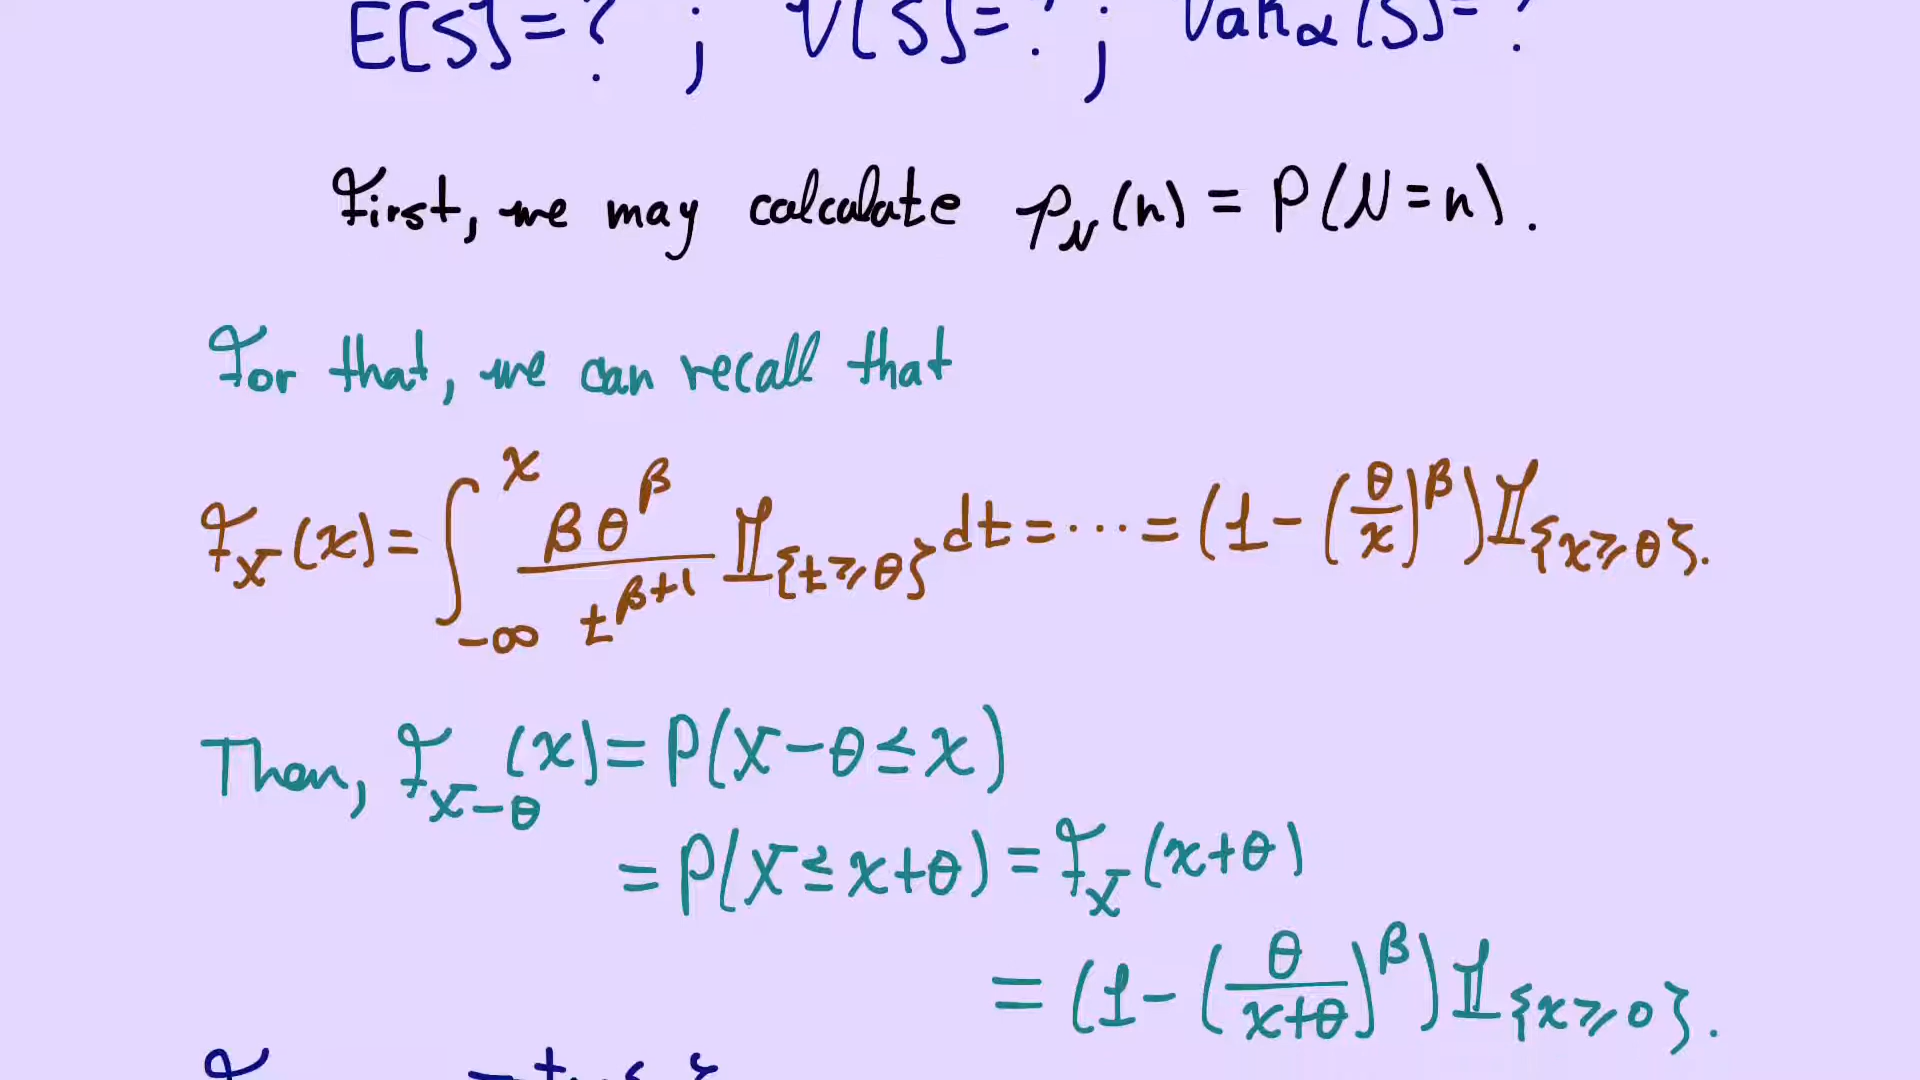 E[S]=? ; V[S]=? ; VaR_α[S]=?
First, we may calculate p_N(n) = P(N=n).
For that, we can recall that
F_X(x) = ∫_{-∞}^{x} βθ^β / t^{β+1} 𝟙_{t⩾θ} dt = ⋯ = (1 - (θ/x)^β) 𝟙_{x⩾θ}.
Then, F_{X-θ}(x) = P(X-θ ≤ x)
= P(X ≤ x+θ) = F_X(x+θ)
= (1 - (θ/(x+θ))^β) 𝟙_{x⩾0}.